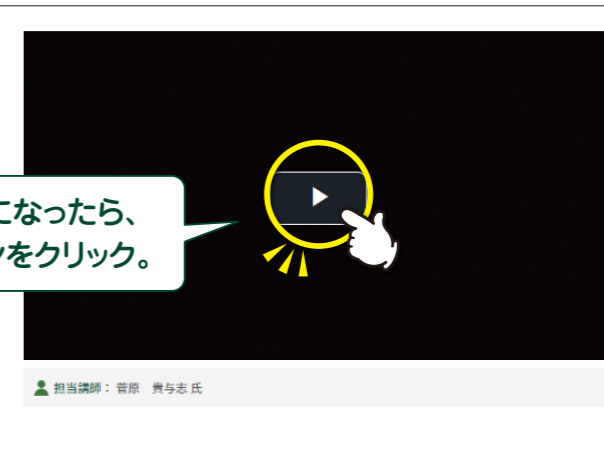 になったら、
ンをクリック。
担当講師： 菅原　貴与志 氏